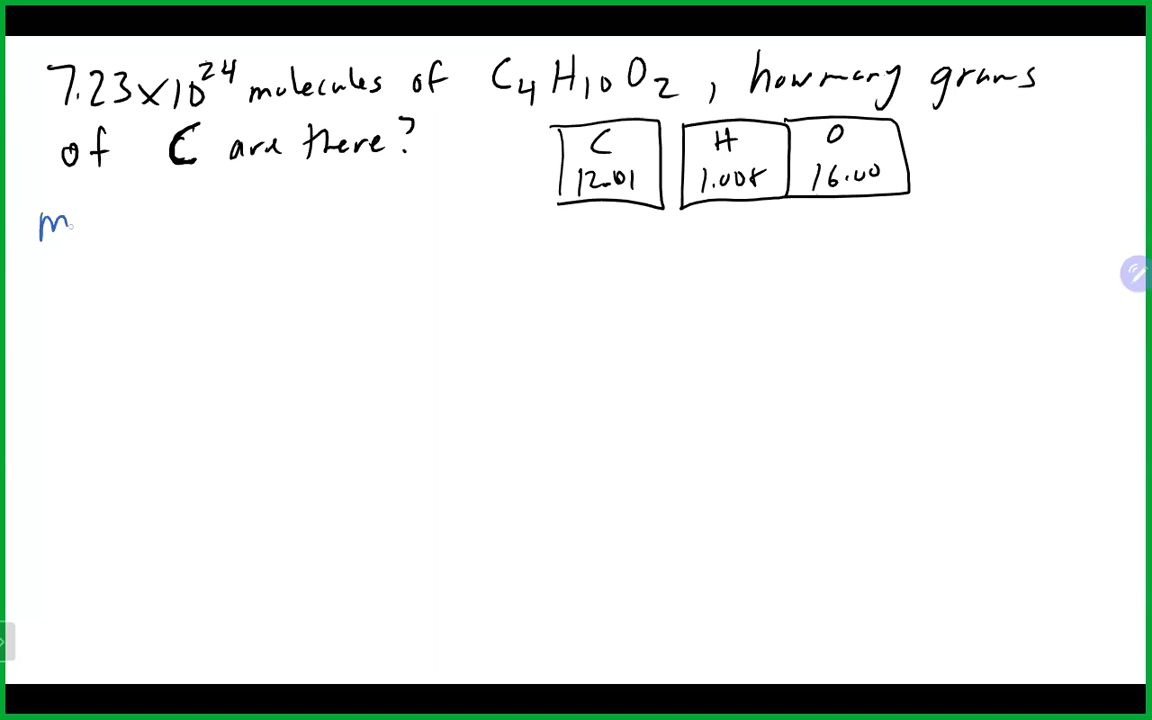 7.23×10²⁴ molecules of C₄H₁₀O₂, how many grams
of C are there?
C H O
12.01 1.008 16.00
m